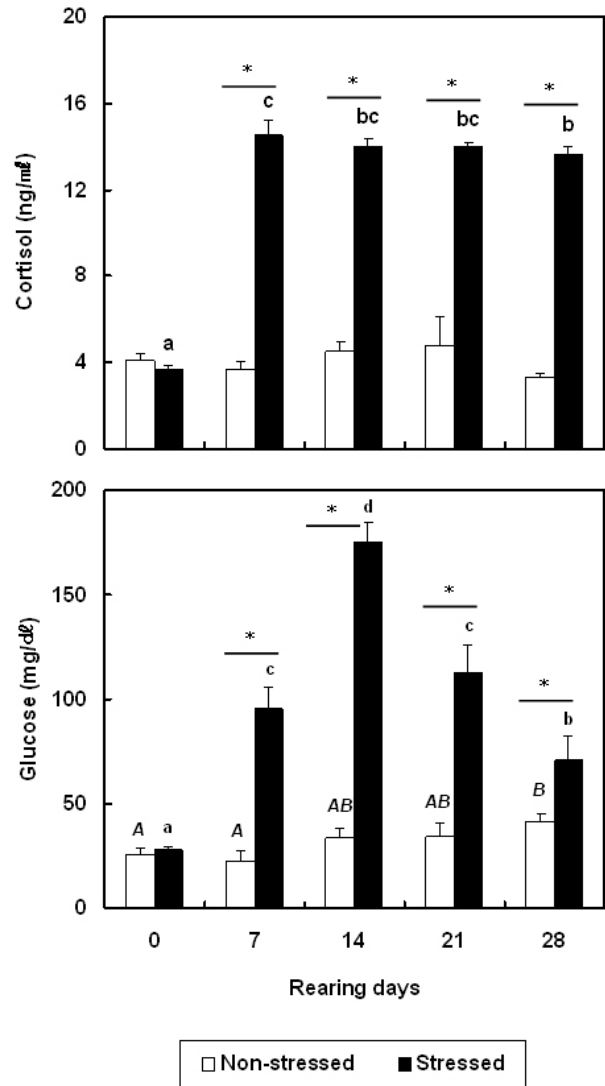 20
16
12
8
4
0
Cortisol (ng/㎖)
* * * *
c bc bc b
a
200
150
100
50
0
Glucose (mg/㎗)
* * * *
A a A c AB d AB c B b
0 7 14 21 28
Rearing days
Non-stressed Stressed